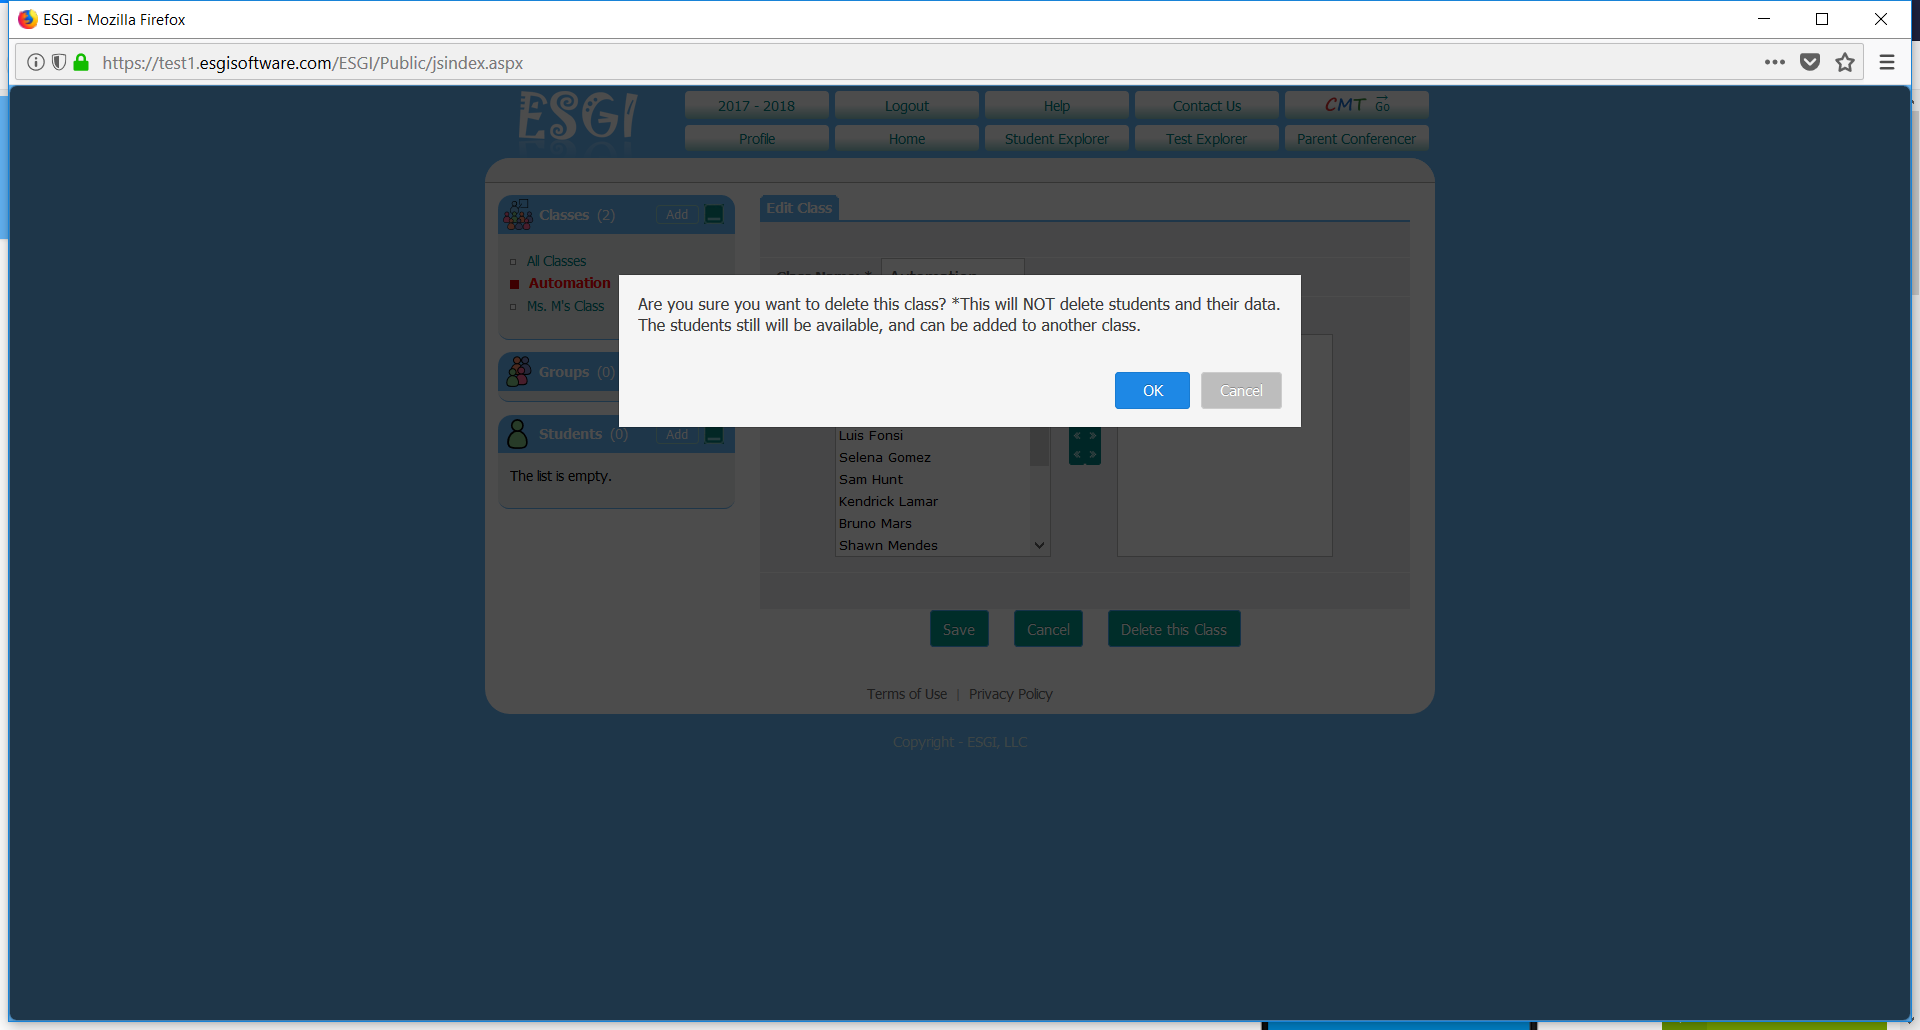 ESGI - Mozilla Firefox
https://test1.esgisoftware.com/ESGI/Public/jsindex.aspx
ESGI
2017 - 2018
Logout
Help
Contact Us
CMT Go
Profile
Home
Student Explorer
Test Explorer
Parent Conferencer
Classes (2)
Add
All Classes
Automation
Ms. M's Class
Groups (0)
Students (0)
Add
The list is empty.
Edit Class
Class Name: *
Automation
Are you sure you want to delete this class? *This will NOT delete students and their data.
The students still will be available, and can be added to another class.
OK
Cancel
Luis Fonsi
Selena Gomez
Sam Hunt
Kendrick Lamar
Bruno Mars
Shawn Mendes
Save
Cancel
Delete this Class
Terms of Use | Privacy Policy
Copyright - ESGI, LLC